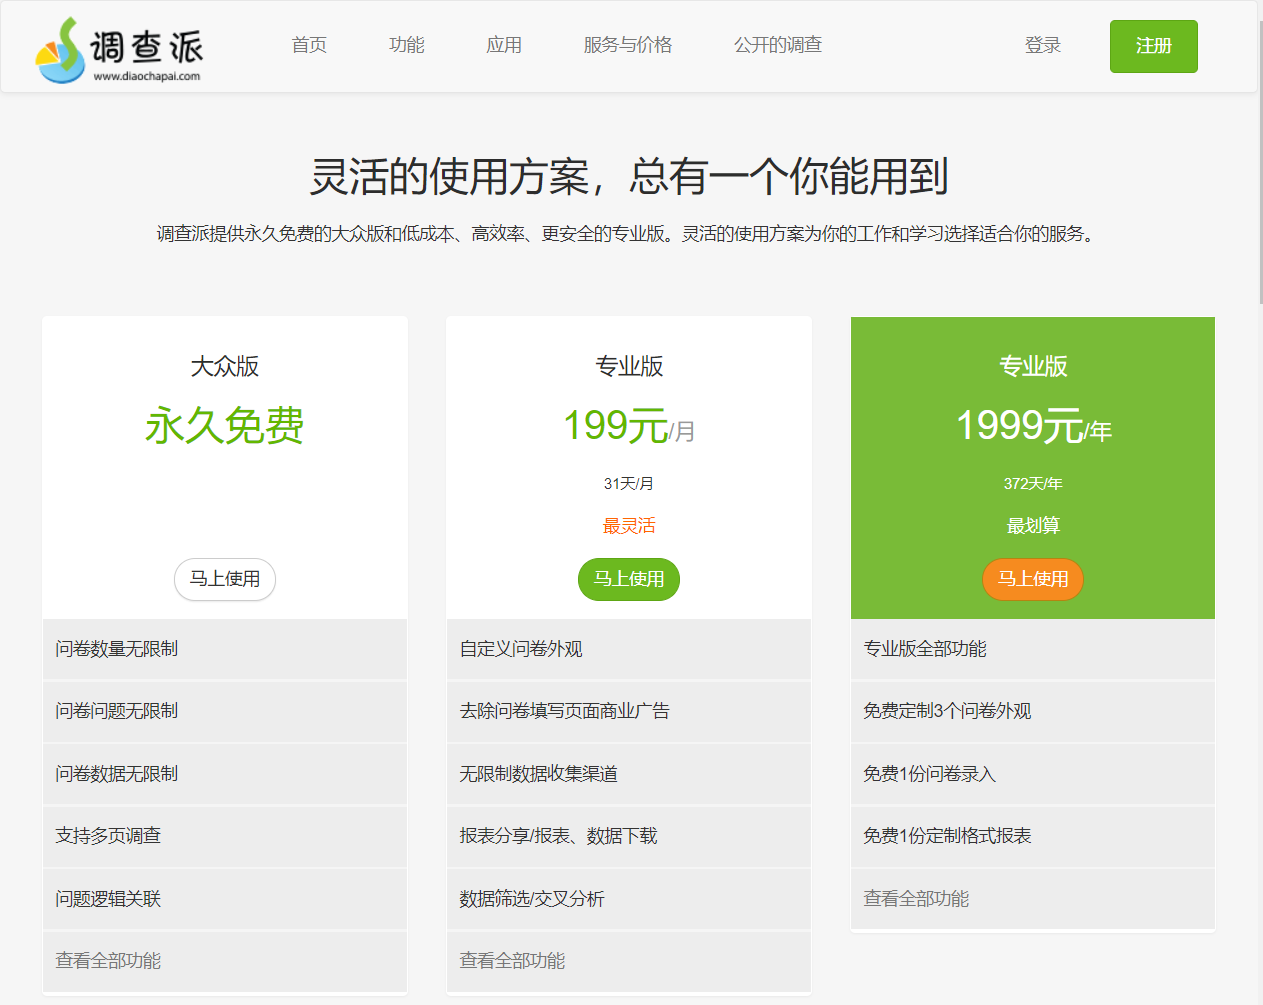 调查派
www.diaochapai.com
首页 功能 应用 服务与价格 公开的调查 登录 注册
灵活的使用方案，总有一个你能用到
调查派提供永久免费的大众版和低成本、高效率、更安全的专业版。灵活的使用方案为你的工作和学习选择适合你的服务。
大众版
永久免费
马上使用
问卷数量无限制
问卷问题无限制
问卷数据无限制
支持多页调查
问题逻辑关联
查看全部功能
专业版
199元/月
31天/月
最灵活
马上使用
自定义问卷外观
去除问卷填写页面商业广告
无限制数据收集渠道
报表分享/报表、数据下载
数据筛选/交叉分析
查看全部功能
专业版
1999元/年
372天/年
最划算
马上使用
专业版全部功能
免费定制3个问卷外观
免费1份问卷录入
免费1份定制格式报表
查看全部功能